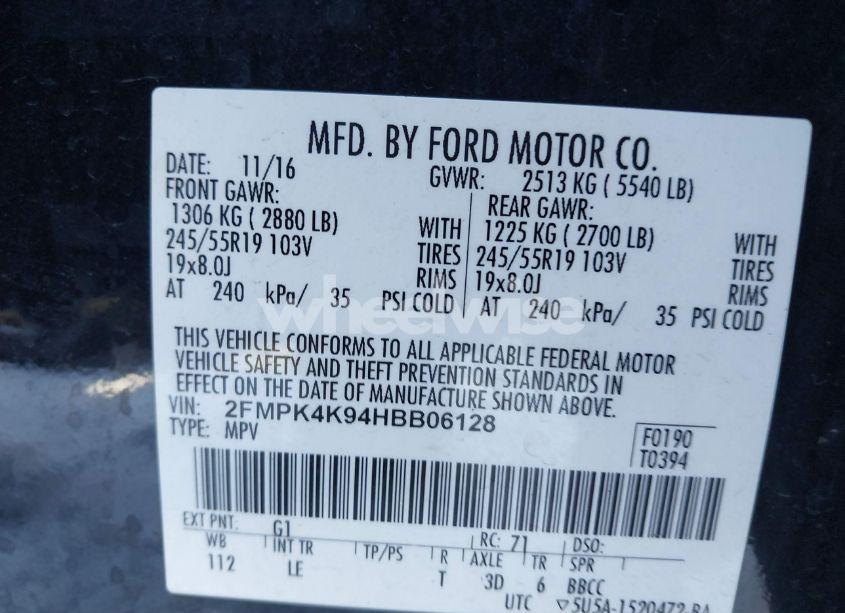 MFD. BY FORD MOTOR CO.
DATE: 11/16 GVWR: 2513 KG ( 5540 LB)
FRONT GAWR: REAR GAWR:
1306 KG ( 2880 LB) WITH 1225 KG ( 2700 LB) WITH
245/55R19 103V TIRES 245/55R19 103V TIRES
19x8.0J RIMS 19x8.0J RIMS
AT 240 kPa/ 35 PSI COLD AT 240 kPa/ 35 PSI COLD
wheelwise
THIS VEHICLE CONFORMS TO ALL APPLICABLE FEDERAL MOTOR
VEHICLE SAFETY AND THEFT PREVENTION STANDARDS IN
EFFECT ON THE DATE OF MANUFACTURE SHOWN ABOVE.
VIN: 2FMPK4K94HBB06128
TYPE: MPV
F0190
T0394
EXT PNT: G1 RC: 71 DSO:
WB INT TR TP/PS R AXLE TR SPR
112 LE T 3D 6 BBCC
UTC ▽5U5A-1520472-BA